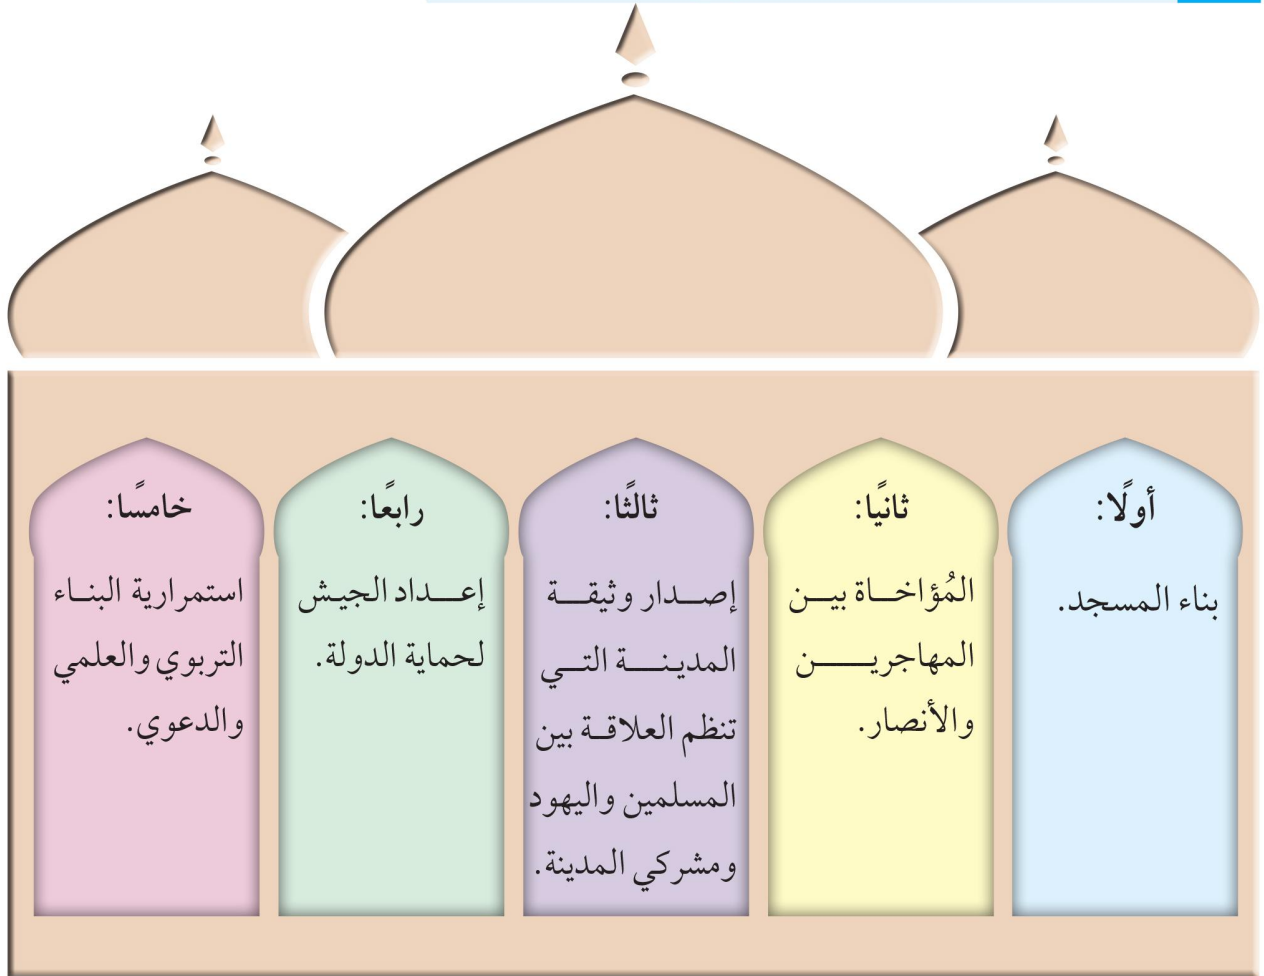 أولًا:
بناء المسجد.
ثانيًا:
المُؤاخاة بين
المهاجرين
والأنصار.
ثالثًا:
إصدار وثيقة
المدينة التي
تنظم العلاقة بين
المسلمين واليهود
ومشركي المدينة.
رابعًا:
إعداد الجيش
لحماية الدولة.
خامسًا:
استمرارية البناء
التربوي والعلمي
والدعوي.